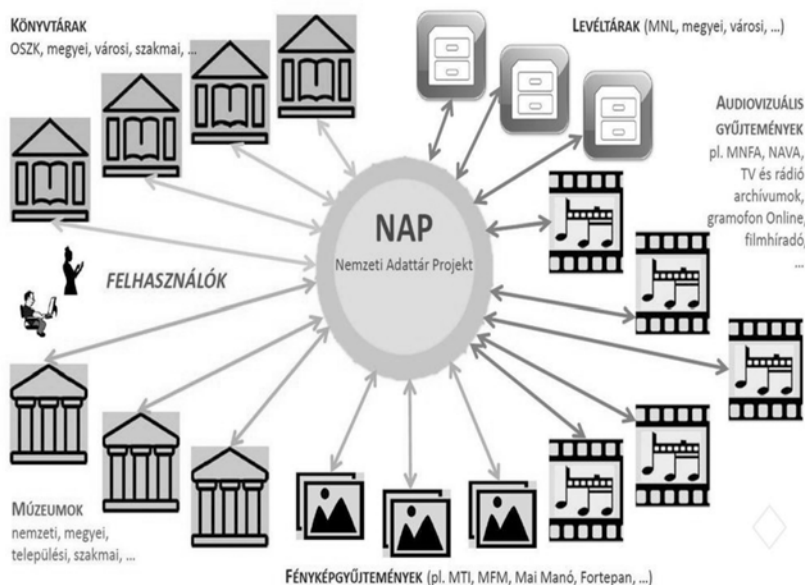 KÖNYVTÁRAK
OSZK, megyei, városi, szakmai, ...
LEVÉLTÁRAK (MNL, megyei, városi, ...)
AUDIOVIZUÁLIS
GYŰJTEMÉNYEK
pl. MNFA, NAVA,
TV és rádió
archívumok,
gramofon Online,
filmhíradó,
...
NAP
Nemzeti Adattár Projekt
FELHASZNÁLÓK
MÚZEUMOK
nemzeti, megyei,
települési, szakmai, ...
FÉNYKÉPGYŰJTEMÉNYEK (pl. MTI, MFM, Mai Manó, Fortepan, ...)